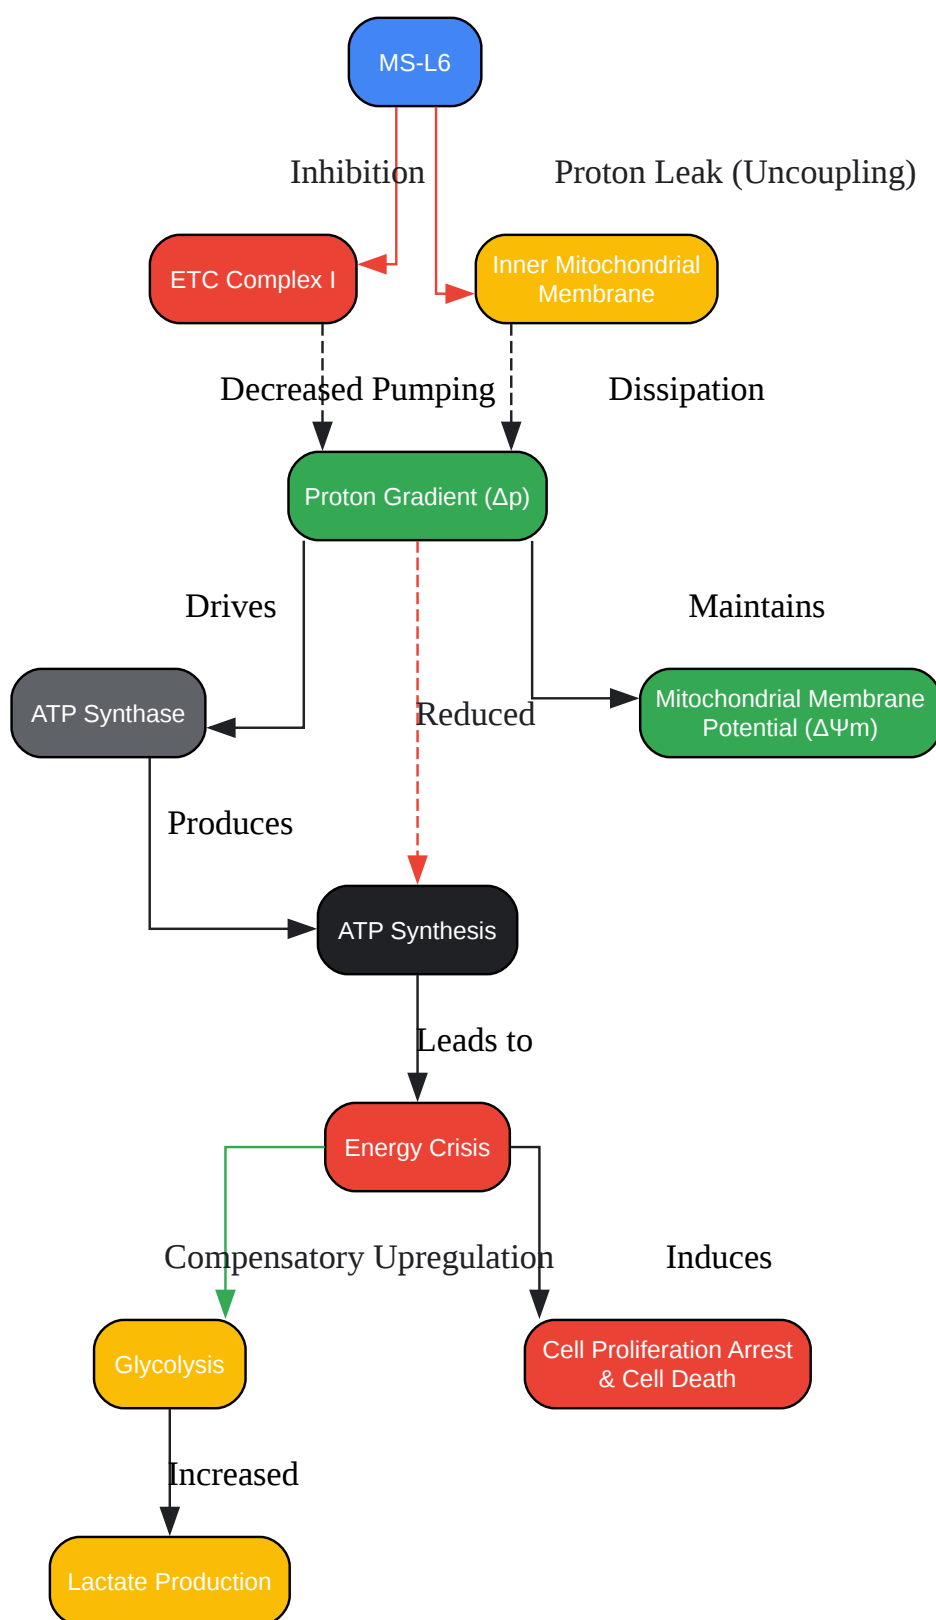 MS-L6
Inhibition
Proton Leak (Uncoupling)
ETC Complex I
Inner Mitochondrial
Membrane
Decreased Pumping
Dissipation
Proton Gradient (Δp)
Drives
Maintains
ATP Synthase
Reduced
Mitochondrial Membrane
Potential (ΔΨm)
Produces
ATP Synthesis
Leads to
Energy Crisis
Compensatory Upregulation
Induces
Glycolysis
Cell Proliferation Arrest
& Cell Death
Increased
Lactate Production